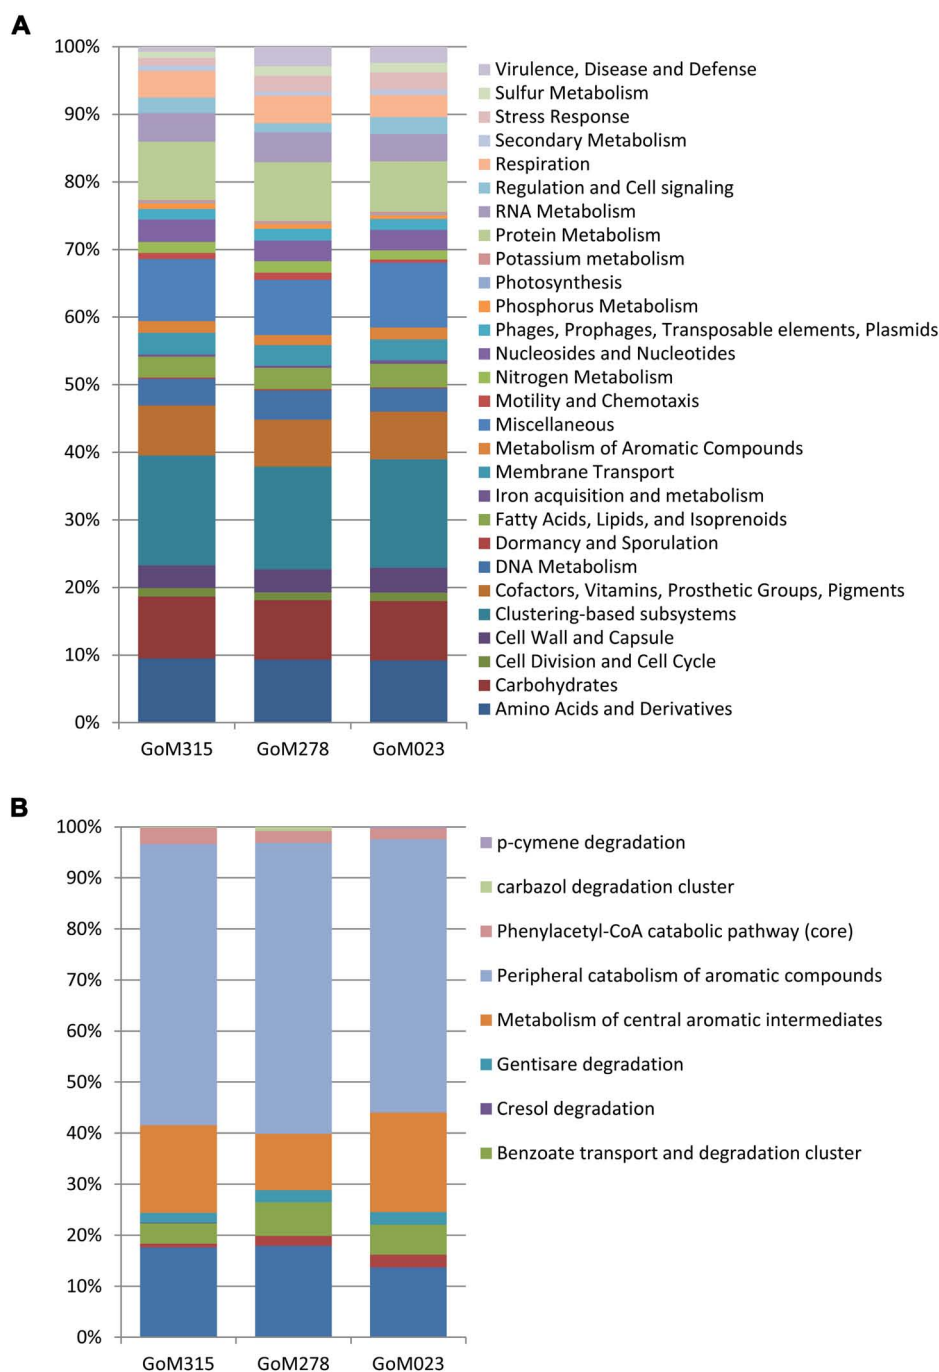 A
100%
90%
80%
70%
60%
50%
40%
30%
20%
10%
0%
GoM315 GoM278 GoM023
Virulence, Disease and Defense
Sulfur Metabolism
Stress Response
Secondary Metabolism
Respiration
Regulation and Cell signaling
RNA Metabolism
Protein Metabolism
Potassium metabolism
Photosynthesis
Phosphorus Metabolism
Phages, Prophages, Transposable elements, Plasmids
Nucleosides and Nucleotides
Nitrogen Metabolism
Motility and Chemotaxis
Miscellaneous
Metabolism of Aromatic Compounds
Membrane Transport
Iron acquisition and metabolism
Fatty Acids, Lipids, and Isoprenoids
Dormancy and Sporulation
DNA Metabolism
Cofactors, Vitamins, Prosthetic Groups, Pigments
Clustering-based subsystems
Cell Wall and Capsule
Cell Division and Cell Cycle
Carbohydrates
Amino Acids and Derivatives
B
100%
90%
80%
70%
60%
50%
40%
30%
20%
10%
0%
GoM315 GoM278 GoM023
p-cymene degradation
carbazol degradation cluster
Phenylacetyl-CoA catabolic pathway (core)
Peripheral catabolism of aromatic compounds
Metabolism of central aromatic intermediates
Gentisare degradation
Cresol degradation
Benzoate transport and degradation cluster